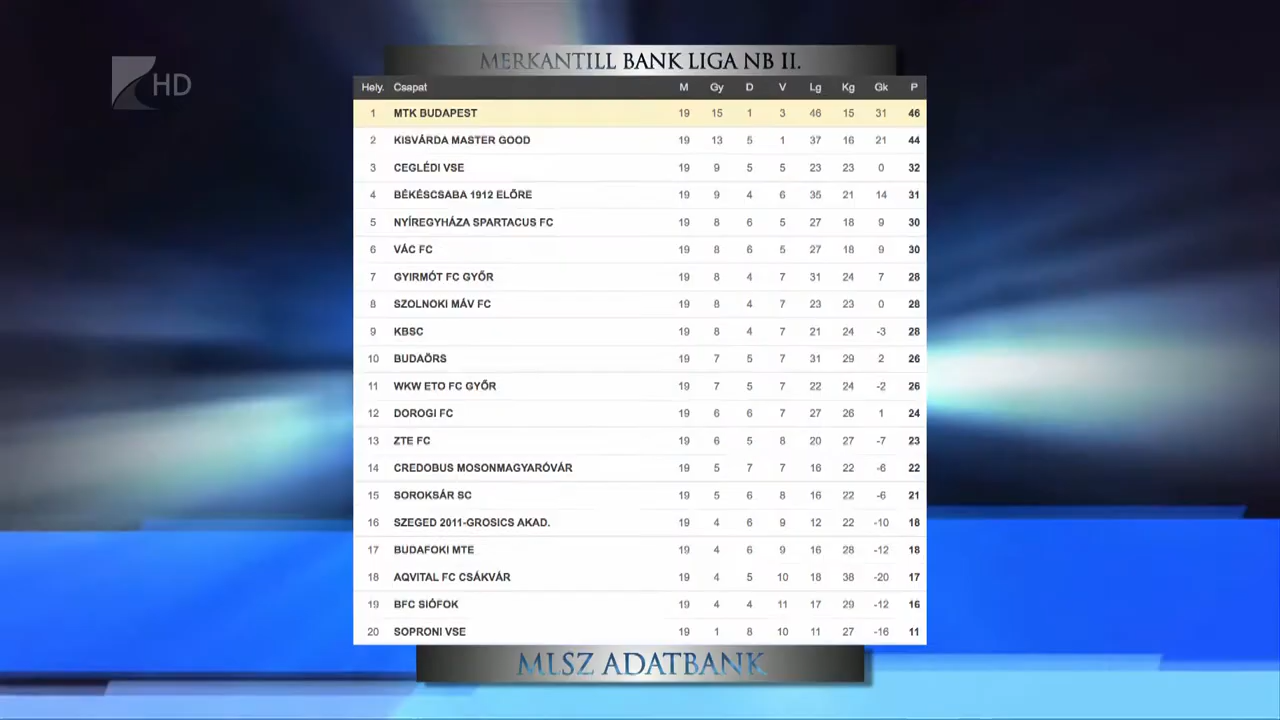 HD
MERKANTILL BANK LIGA NB II.
Hely. Csapat M Gy D V Lg Kg Gk P
1 MTK BUDAPEST 19 15 1 3 46 15 31 46
2 KISVÁRDA MASTER GOOD 19 13 5 1 37 16 21 44
3 CEGLÉDI VSE 19 9 5 5 23 23 0 32
4 BÉKÉSCSABA 1912 ELŐRE 19 9 4 6 35 21 14 31
5 NYÍREGYHÁZA SPARTACUS FC 19 8 6 5 27 18 9 30
6 VÁC FC 19 8 6 5 27 18 9 30
7 GYIRMÓT FC GYŐR 19 8 4 7 31 24 7 28
8 SZOLNOKI MÁV FC 19 8 4 7 23 23 0 28
9 KBSC 19 8 4 7 21 24 -3 28
10 BUDAÖRS 19 7 5 7 31 29 2 26
11 WKW ETO FC GYŐR 19 7 5 7 22 24 -2 26
12 DOROGI FC 19 6 6 7 27 26 1 24
13 ZTE FC 19 6 5 8 20 27 -7 23
14 CREDOBUS MOSONMAGYARÓVÁR 19 5 7 7 16 22 -6 22
15 SOROKSÁR SC 19 5 6 8 16 22 -6 21
16 SZEGED 2011-GROSICS AKAD. 19 4 6 9 12 22 -10 18
17 BUDAFOKI MTE 19 4 6 9 16 28 -12 18
18 AQVITAL FC CSÁKVÁR 19 4 5 10 18 38 -20 17
19 BFC SIÓFOK 19 4 4 11 17 29 -12 16
20 SOPRONI VSE 19 1 8 10 11 27 -16 11
MLSZ ADATBANK